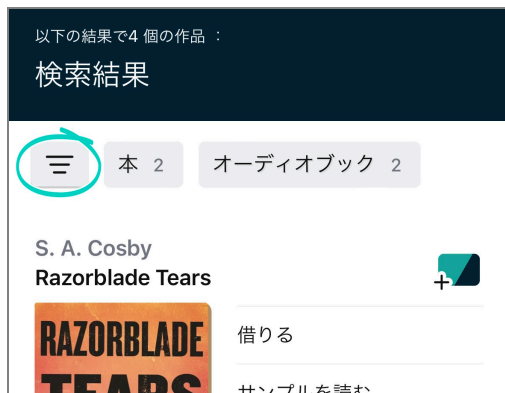 以下の結果で4 個の作品 ：
検索結果
本 2
オーディオブック 2
S. A. Cosby
Razorblade Tears
RAZORBLADE
TEARS
借りる
サンプルを読む